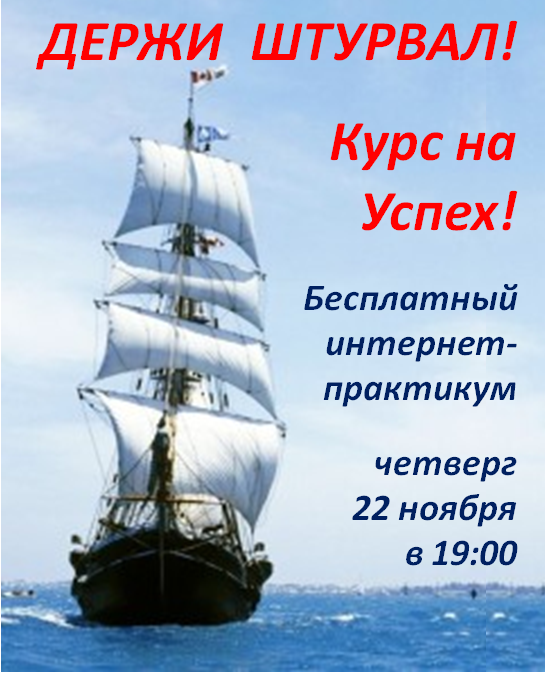 ДЕРЖИ ШТУРВАЛ!
Курс на
Успех!
Бесплатный
интернет-
практикум
четверг
22 ноября
в 19:00